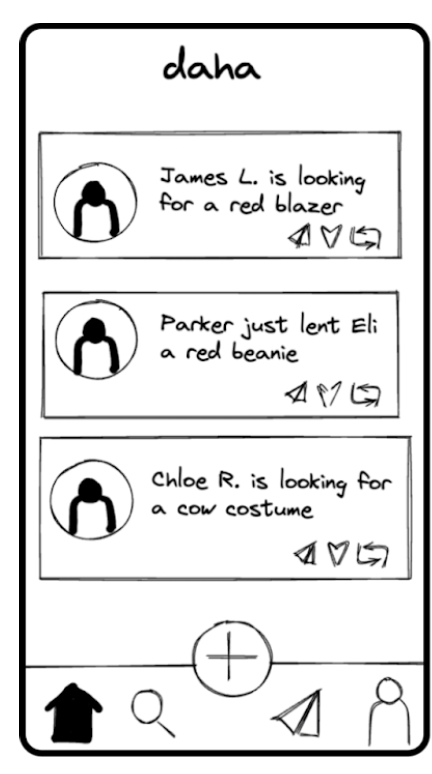 daha
James L. is looking
for a red blazer
Parker just lent Eli
a red beanie
Chloe R. is looking for
a cow costume